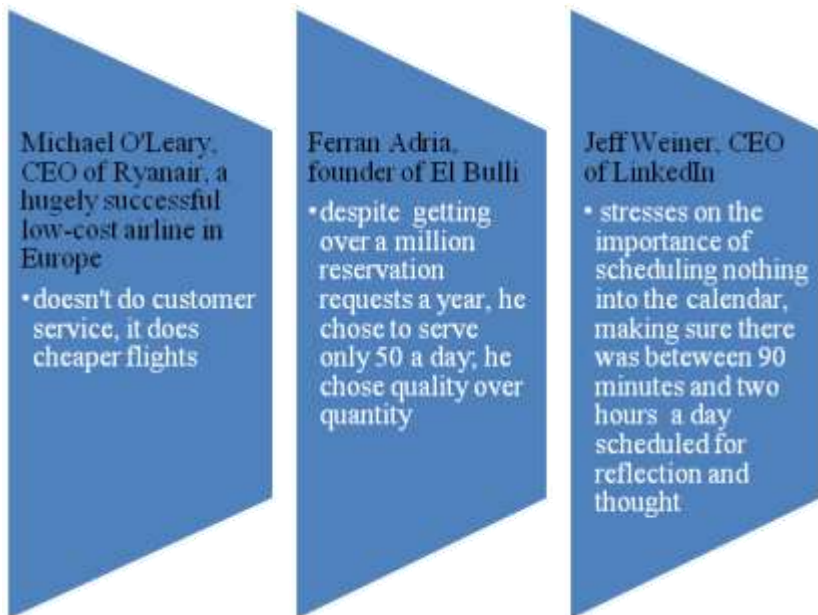 Michael O'Leary,
CEO of Ryanair, a
hugely successful
low-cost airline in
Europe
•doesn't do customer
service, it does
cheaper flights
Ferran Adria,
founder of El Bulli
•despite getting
over a million
reservation
requests a year, he
chose to serve
only 50 a day; he
chose quality over
quantity
Jeff Weiner, CEO
of LinkedIn
• stresses on the
importance of
scheduling nothing
into the calendar,
making sure there
was beteween 90
minutes and two
hours a day
scheduled for
reflection and
thought